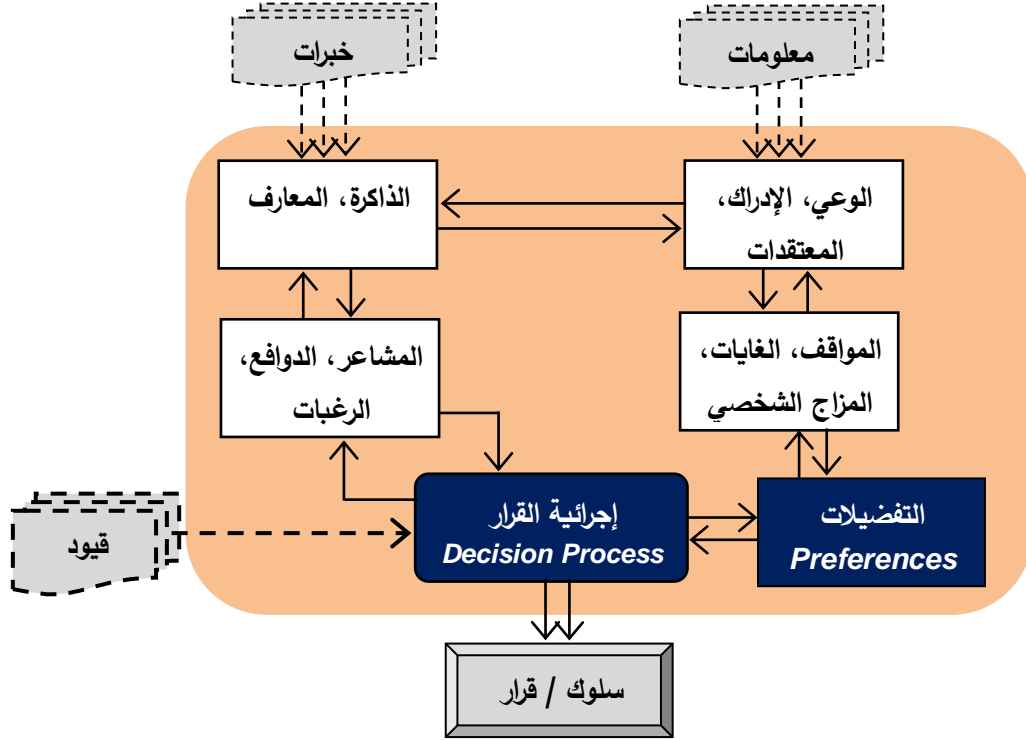 معلومات
خبرات
الوعي، الإدراك،
المعتقدات
الذاكرة، المعارف
المواقف، الغايات،
المزاج الشخصي
المشاعر، الدوافع،
الرغبات
التفضيلات
Preferences
إجرائية القرار
Decision Process
قيود
سلوك / قرار